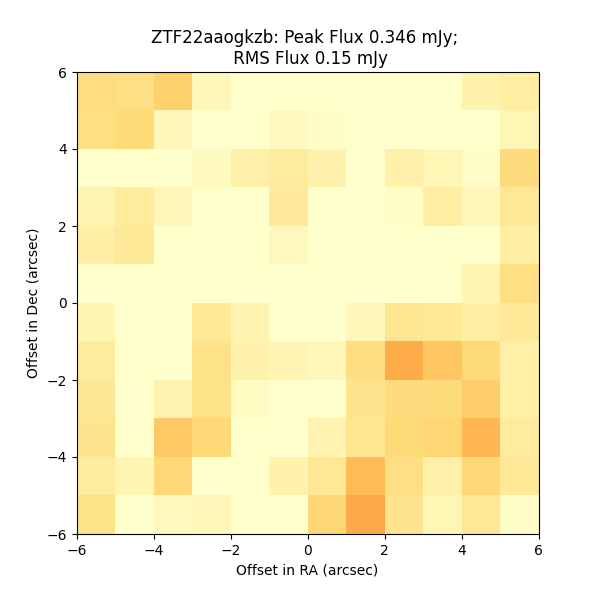 ZTF22aaogkzb: Peak Flux 0.346 mJy;
RMS Flux 0.15 mJy
6
4
2
0
−2
−4
−6
Offset in Dec (arcsec)
−6 −4 −2 0 2 4 6
Offset in RA (arcsec)